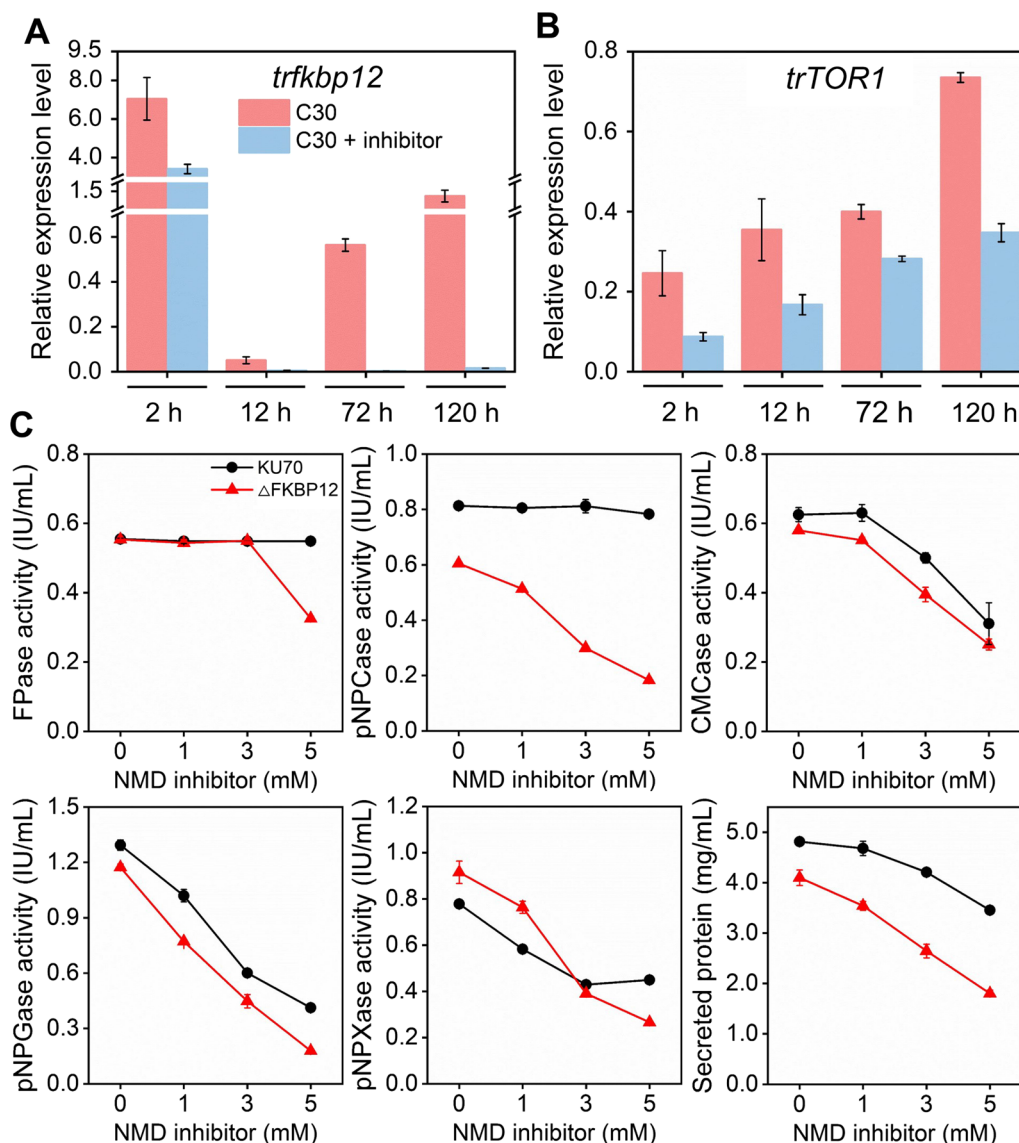 A
Relative expression level
9.5
8.0
6.0
4.0
1.5
0.6
0.4
0.2
0.0
trfkbp12
C30
C30 + inhibitor
2 h 12 h 72 h 120 h
B
Relative expression level
0.8
0.6
0.4
0.2
0.0
trTOR1
2 h 12 h 72 h 120 h
C
FPase activity (IU/mL)
0.8
0.6
0.4
0.2
0.0
KU70
△FKBP12
0 1 3 5
NMD inhibitor (mM)
pNPCase activity (IU/mL)
1.0
0.8
0.6
0.4
0.2
0.0
0 1 3 5
NMD inhibitor (mM)
CMCase activity (IU/mL)
0.8
0.6
0.4
0.2
0.0
0 1 3 5
NMD inhibitor (mM)
pNPGase activity (IU/mL)
1.5
1.2
0.9
0.6
0.3
0.0
0 1 3 5
NMD inhibitor (mM)
pNPXase activity (IU/mL)
1.2
1.0
0.8
0.6
0.4
0.2
0.0
0 1 3 5
NMD inhibitor (mM)
Secreted protein (mg/mL)
5.0
4.0
3.0
2.0
1.0
0.0
0 1 3 5
NMD inhibitor (mM)